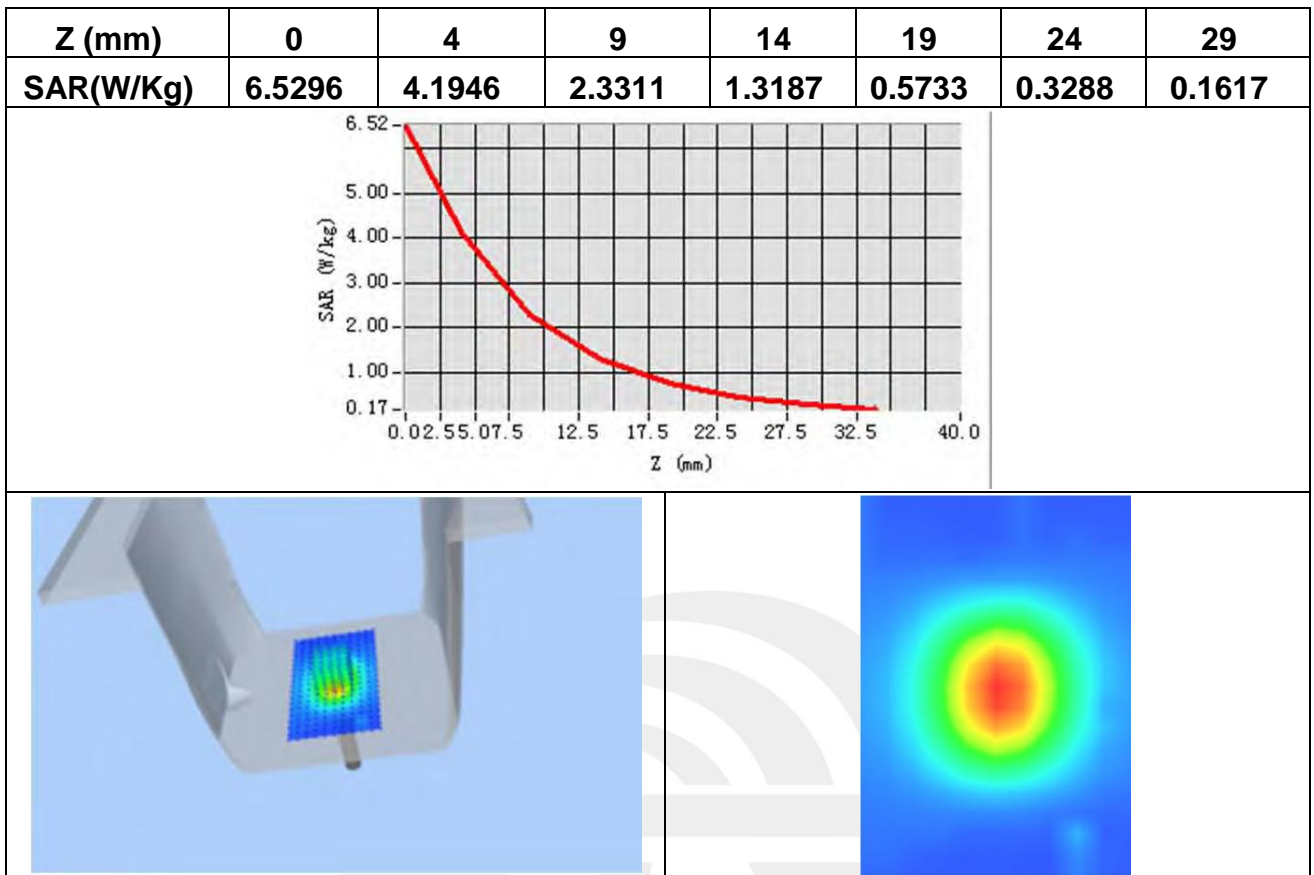 Z (mm) 0 4 9 14 19 24 29
SAR(W/Kg) 6.5296 4.1946 2.3311 1.3187 0.5733 0.3288 0.1617
6.52
5.00
4.00
3.00
2.00
1.00
0.17
SAR (W/kg)
0.0 2.5 5.0 7.5 12.5 17.5 22.5 27.5 32.5 40.0
Z (mm)